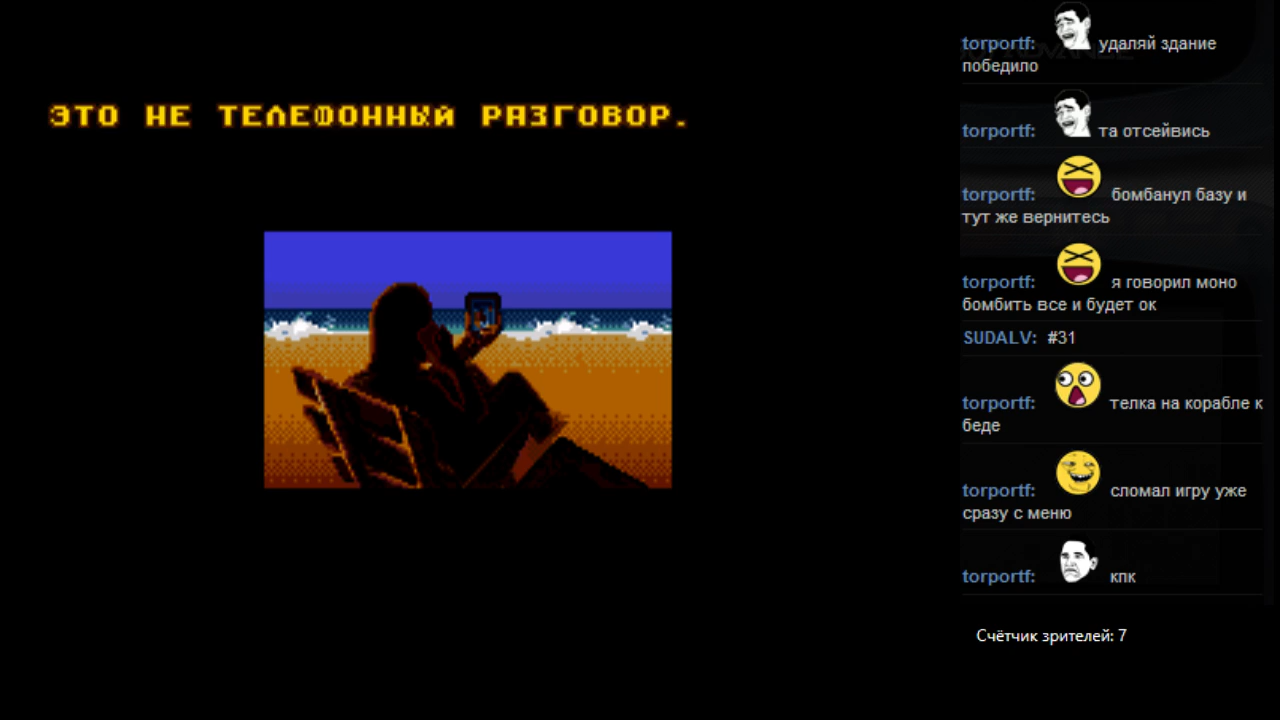 ЭТО НЕ ТЕЛЕФОННЫЙ РАЗГОВОР.
torportf: удаляй здание
победило
torportf: та отсейвись
torportf: бомбанул базу и
тут же вернитесь
torportf: я говорил моно
бомбить все и будет ок
SUDALV: #31
torportf: телка на корабле к
беде
torportf: сломал игру уже
сразу с меню
torportf: кпк
Счётчик зрителей: 7